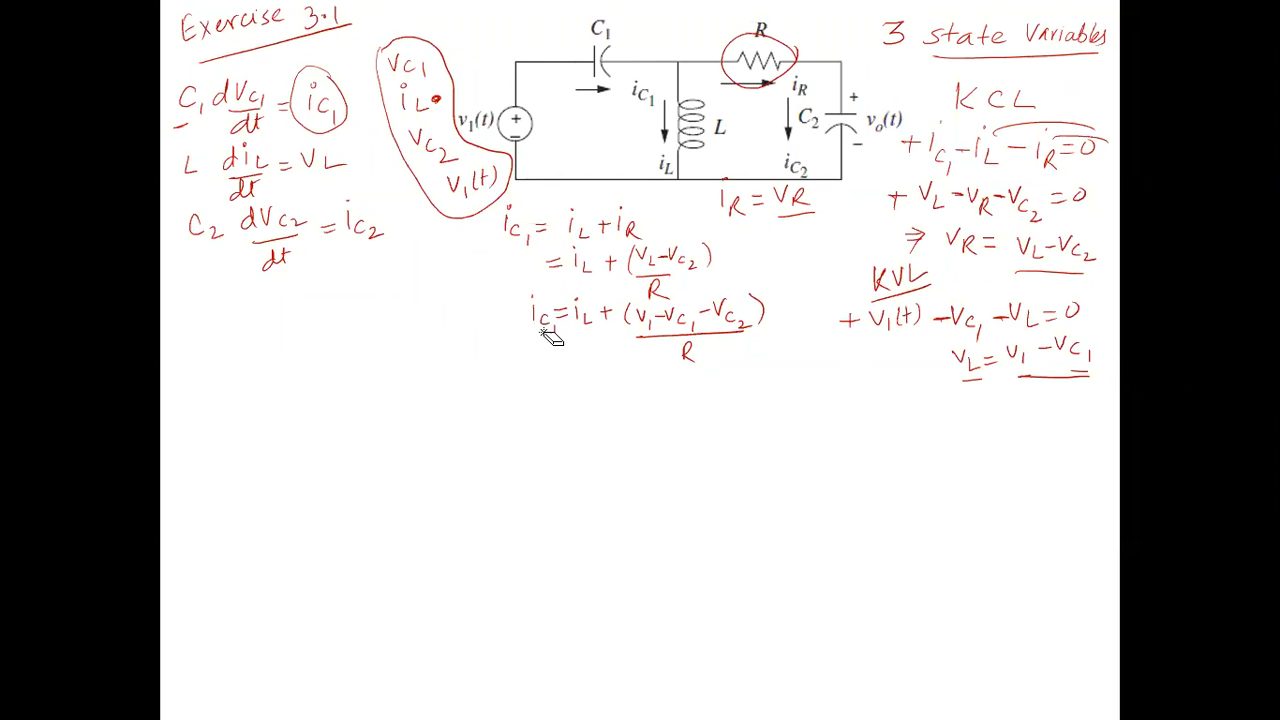 Exercise 3.1
C₁ dVC₁/dt = iC₁
L diL/dt = VL
C₂ dVC₂/dt = iC₂
VC₁
iL
VC₂
V₁(t)
C₁
R
v₁(t)
+
−
iC₁
L
iL
iR
C₂
iC₂
+
vₒ(t)
−
iR = VR
iC₁ = iL + iR
= iL + (VL−VC₂)/R
iC₁ = iL + (V₁−VC₁−VC₂)/R
3 state Variables
KCL
+iC₁ − iL − iR = 0
+ VL − VR − VC₂ = 0
⇒ VR = VL − VC₂
KVL
+ V₁(t) − VC₁ − VL = 0
VL = V₁ − VC₁